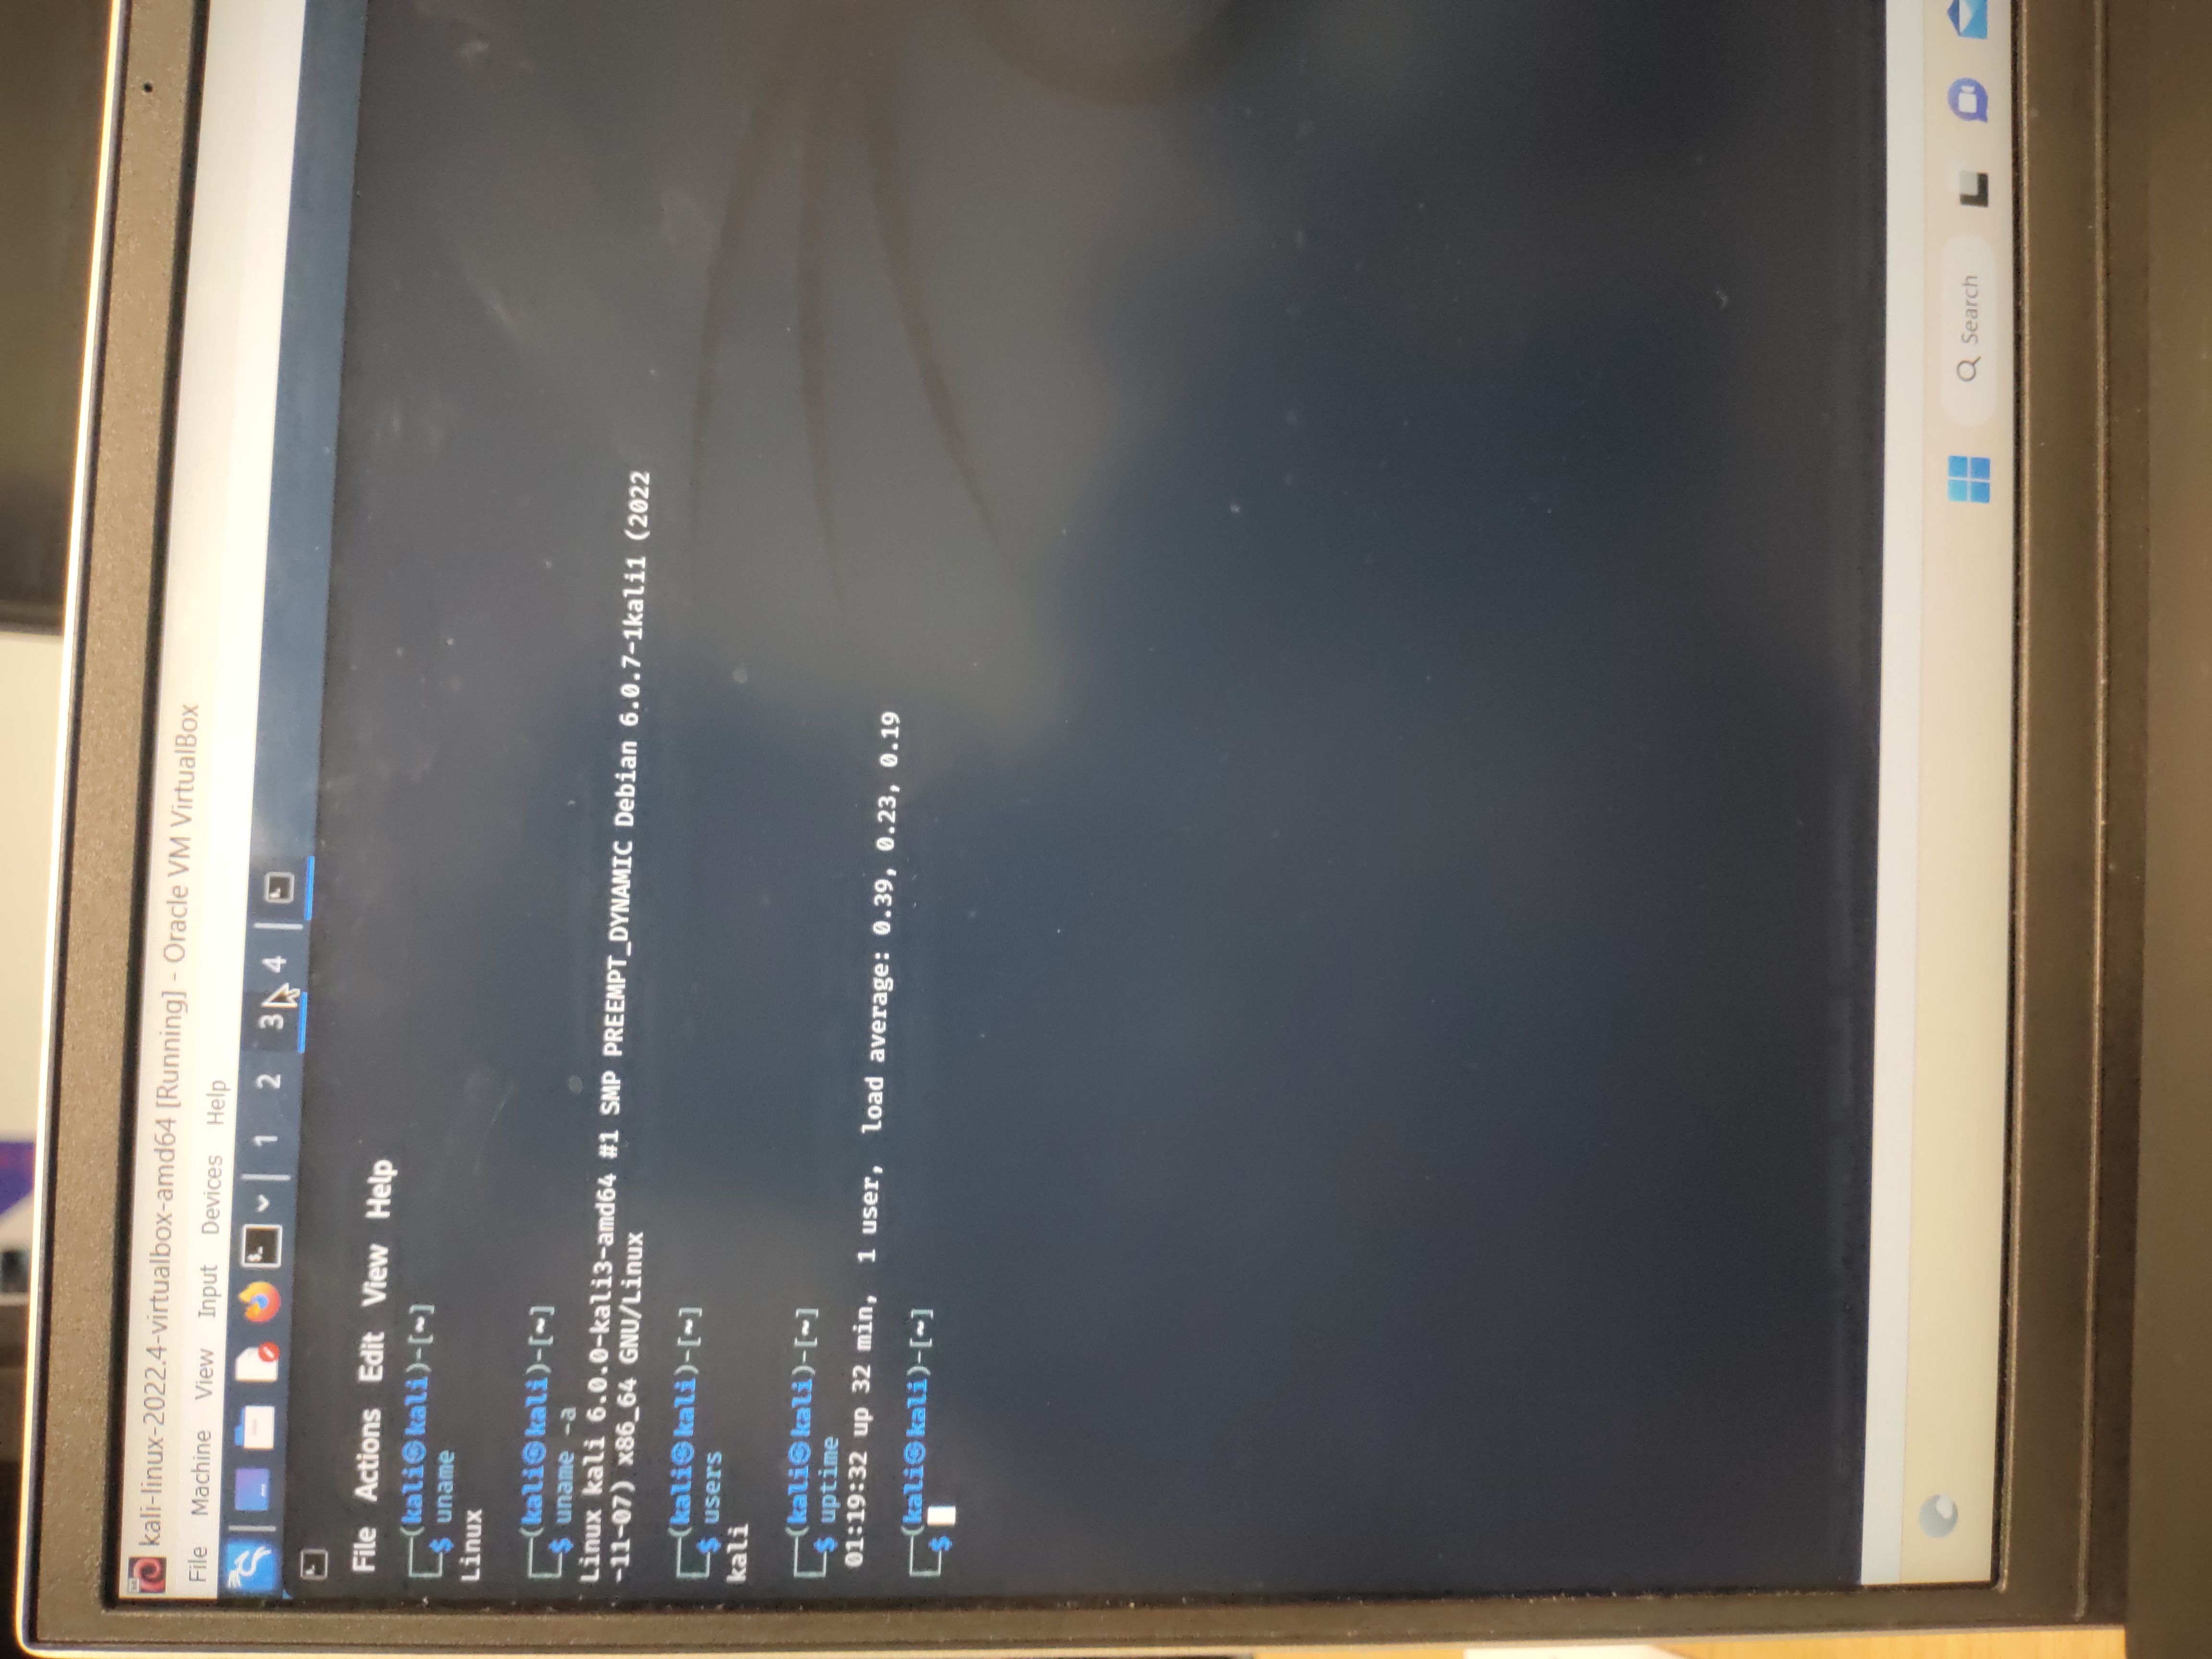 kali-linux-2022.4-virtualbox-amd64 [Running] - Oracle VM VirtualBox
File Machine View Input Devices Help
1 2 3 4
File Actions Edit View Help
┌──(kali㉿kali)-[~]
└─$ uname
Linux
┌──(kali㉿kali)-[~]
└─$ uname -a
Linux kali 6.0.0-kali3-amd64 #1 SMP PREEMPT_DYNAMIC Debian 6.0.7-1kali1 (2022
-11-07) x86_64 GNU/Linux
┌──(kali㉿kali)-[~]
└─$ users
kali
┌──(kali㉿kali)-[~]
└─$ uptime
01:19:32 up 32 min,  1 user,  load average: 0.39, 0.23, 0.19
┌──(kali㉿kali)-[~]
└─$
Search